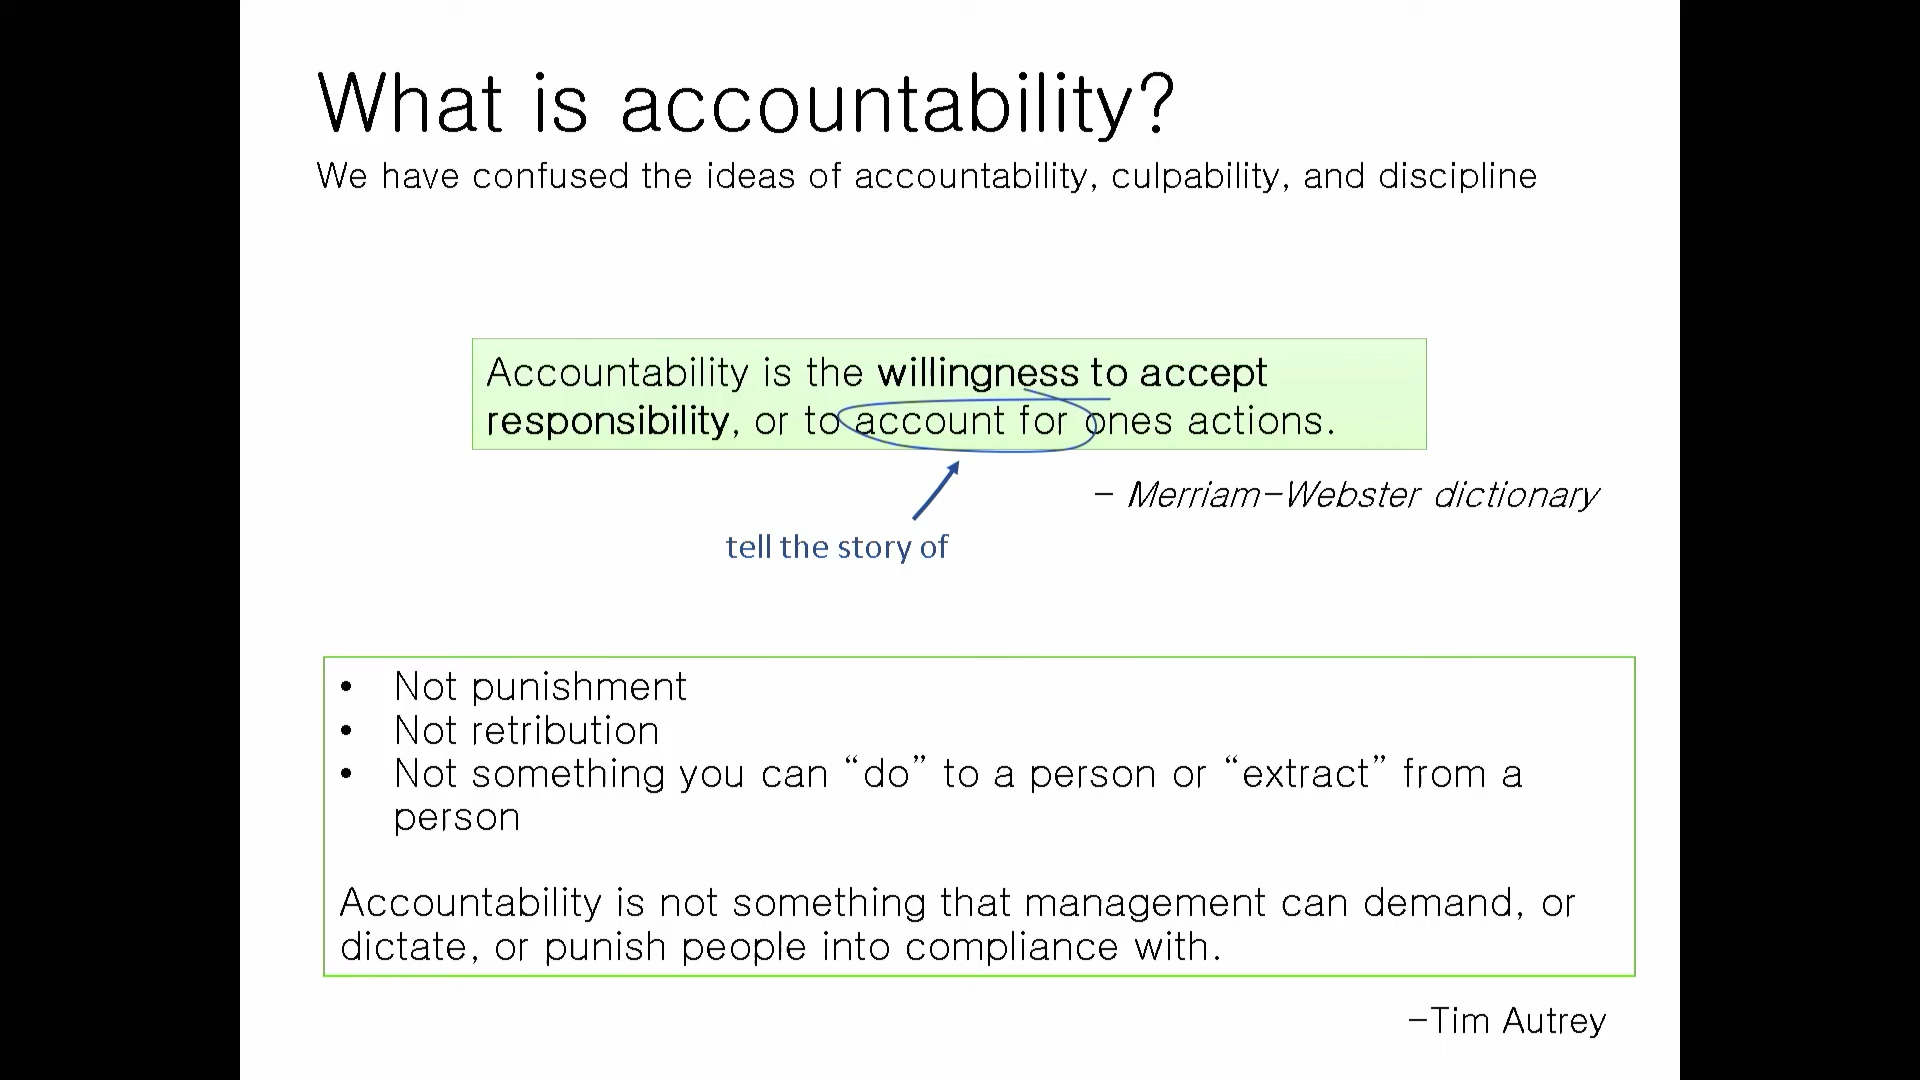 What is accountability?
We have confused the ideas of accountability, culpability, and discipline
Accountability is the willingness to accept
responsibility, or to account for ones actions.
- Merriam-Webster dictionary
tell the story of
• Not punishment
• Not retribution
• Not something you can “do” to a person or “extract” from a
person
Accountability is not something that management can demand, or
dictate, or punish people into compliance with.
-Tim Autrey